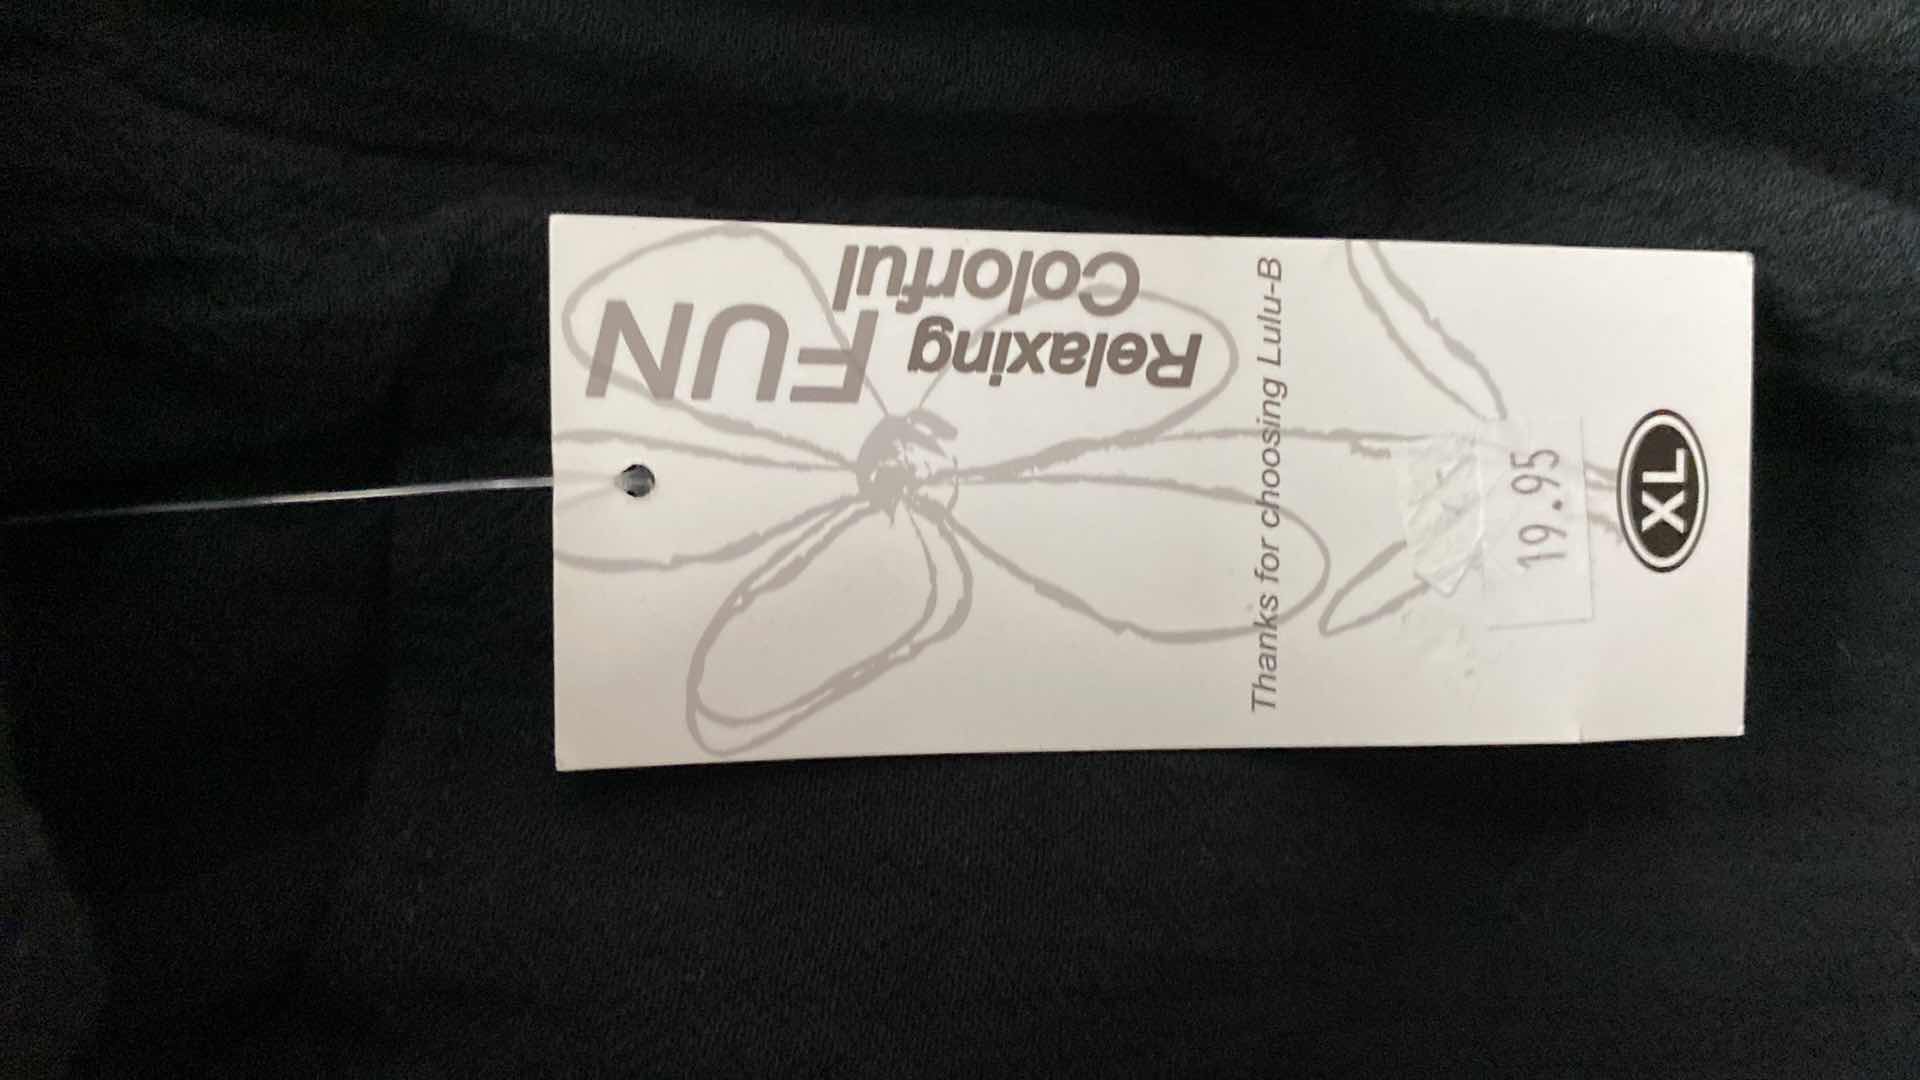 Relaxing
Colorful
FUN
Thanks for choosing Lulu-B
19.95
XL